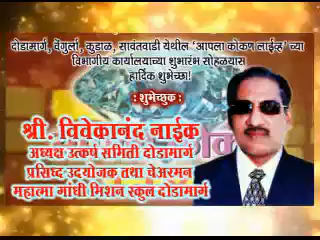 दोडामार्ग, वेंगुर्ला, कुडाळ, सावंतवाडी येथील 'आपला कोकण लाईव्ह' च्या
विभागीय कार्यालयाच्या शुभारंभ सोहळ्यास
हार्दिक शुभेच्छा!
: शुभेच्छुक :
श्री. विवेकानंद नाईक
अध्यक्ष उत्कर्ष समिती दोडामार्ग
प्रसिध्द उदयोजक तथा चेअरमन
महात्मा गांधी मिशन स्कुल दोडामार्ग